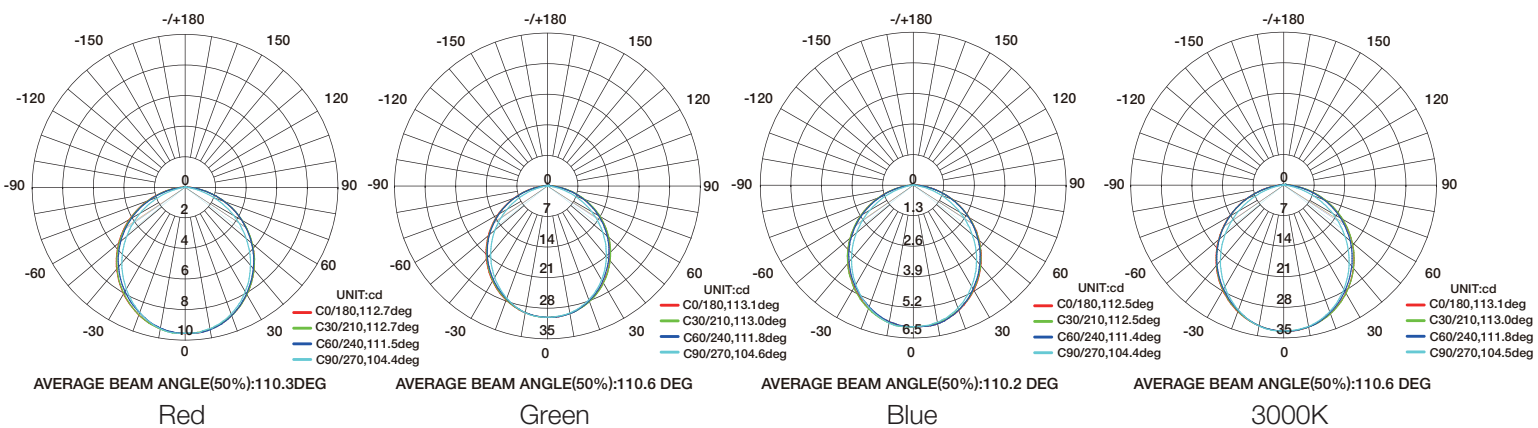 -/+180
-150
150
-120
120
-90
90
-60
60
-30
30
0
0
2
4
6
8
10
UNIT:cd
C0/180,112.7deg
C30/210,112.7deg
C60/240,111.5deg
C90/270,104.4deg
AVERAGE BEAM ANGLE(50%):110.3DEG
Red
-/+180
-150
150
-120
120
-90
90
-60
60
-30
30
0
0
7
14
21
28
35
UNIT:cd
C0/180,113.1deg
C30/210,113.0deg
C60/240,111.8deg
C90/270,104.6deg
AVERAGE BEAM ANGLE(50%):110.6 DEG
Green
-/+180
-150
150
-120
120
-90
90
-60
60
-30
30
0
0
1.3
2.6
3.9
5.2
6.5
UNIT:cd
C0/180,112.5deg
C30/210,112.5deg
C60/240,111.4deg
C90/270,104.4deg
AVERAGE BEAM ANGLE(50%):110.2 DEG
Blue
-/+180
-150
150
-120
120
-90
90
-60
60
-30
30
0
0
7
14
21
28
35
UNIT:cd
C0/180,113.1deg
C30/210,113.0deg
C60/240,111.8deg
C90/270,104.5deg
AVERAGE BEAM ANGLE(50%):110.6 DEG
3000K